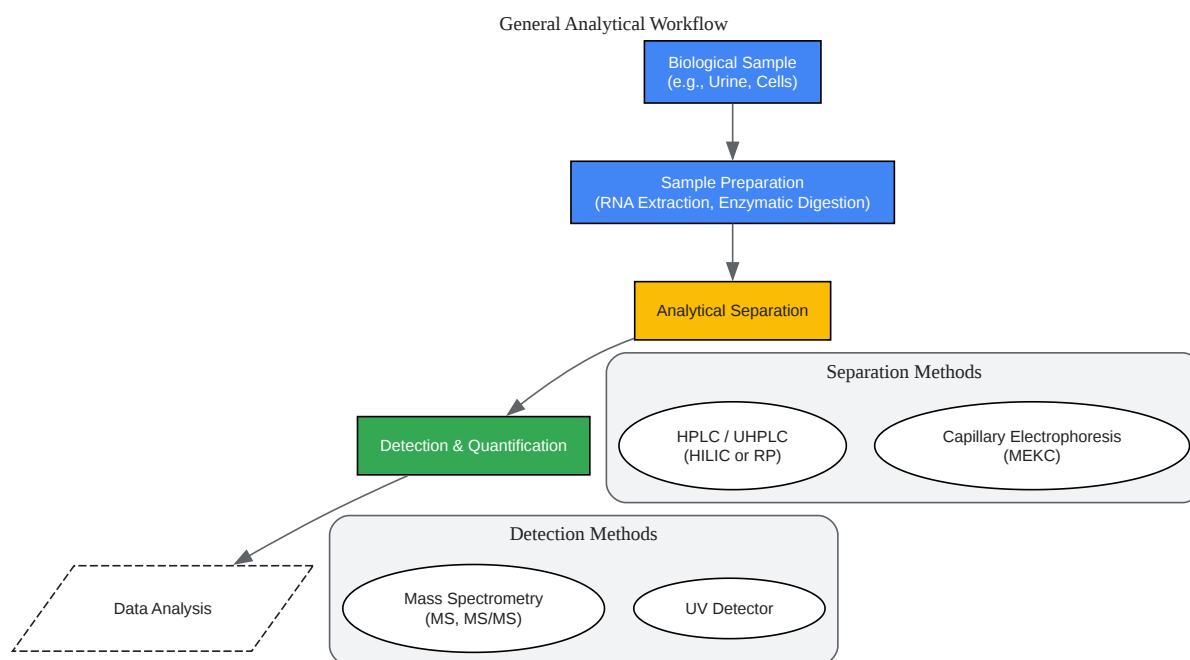 General Analytical Workflow
Biological Sample
(e.g., Urine, Cells)
Sample Preparation
(RNA Extraction, Enzymatic Digestion)
Analytical Separation
Separation Methods
HPLC / UHPLC
(HILIC or RP)
Capillary Electrophoresis
(MEKC)
Detection & Quantification
Detection Methods
Mass Spectrometry
(MS, MS/MS)
UV Detector
Data Analysis